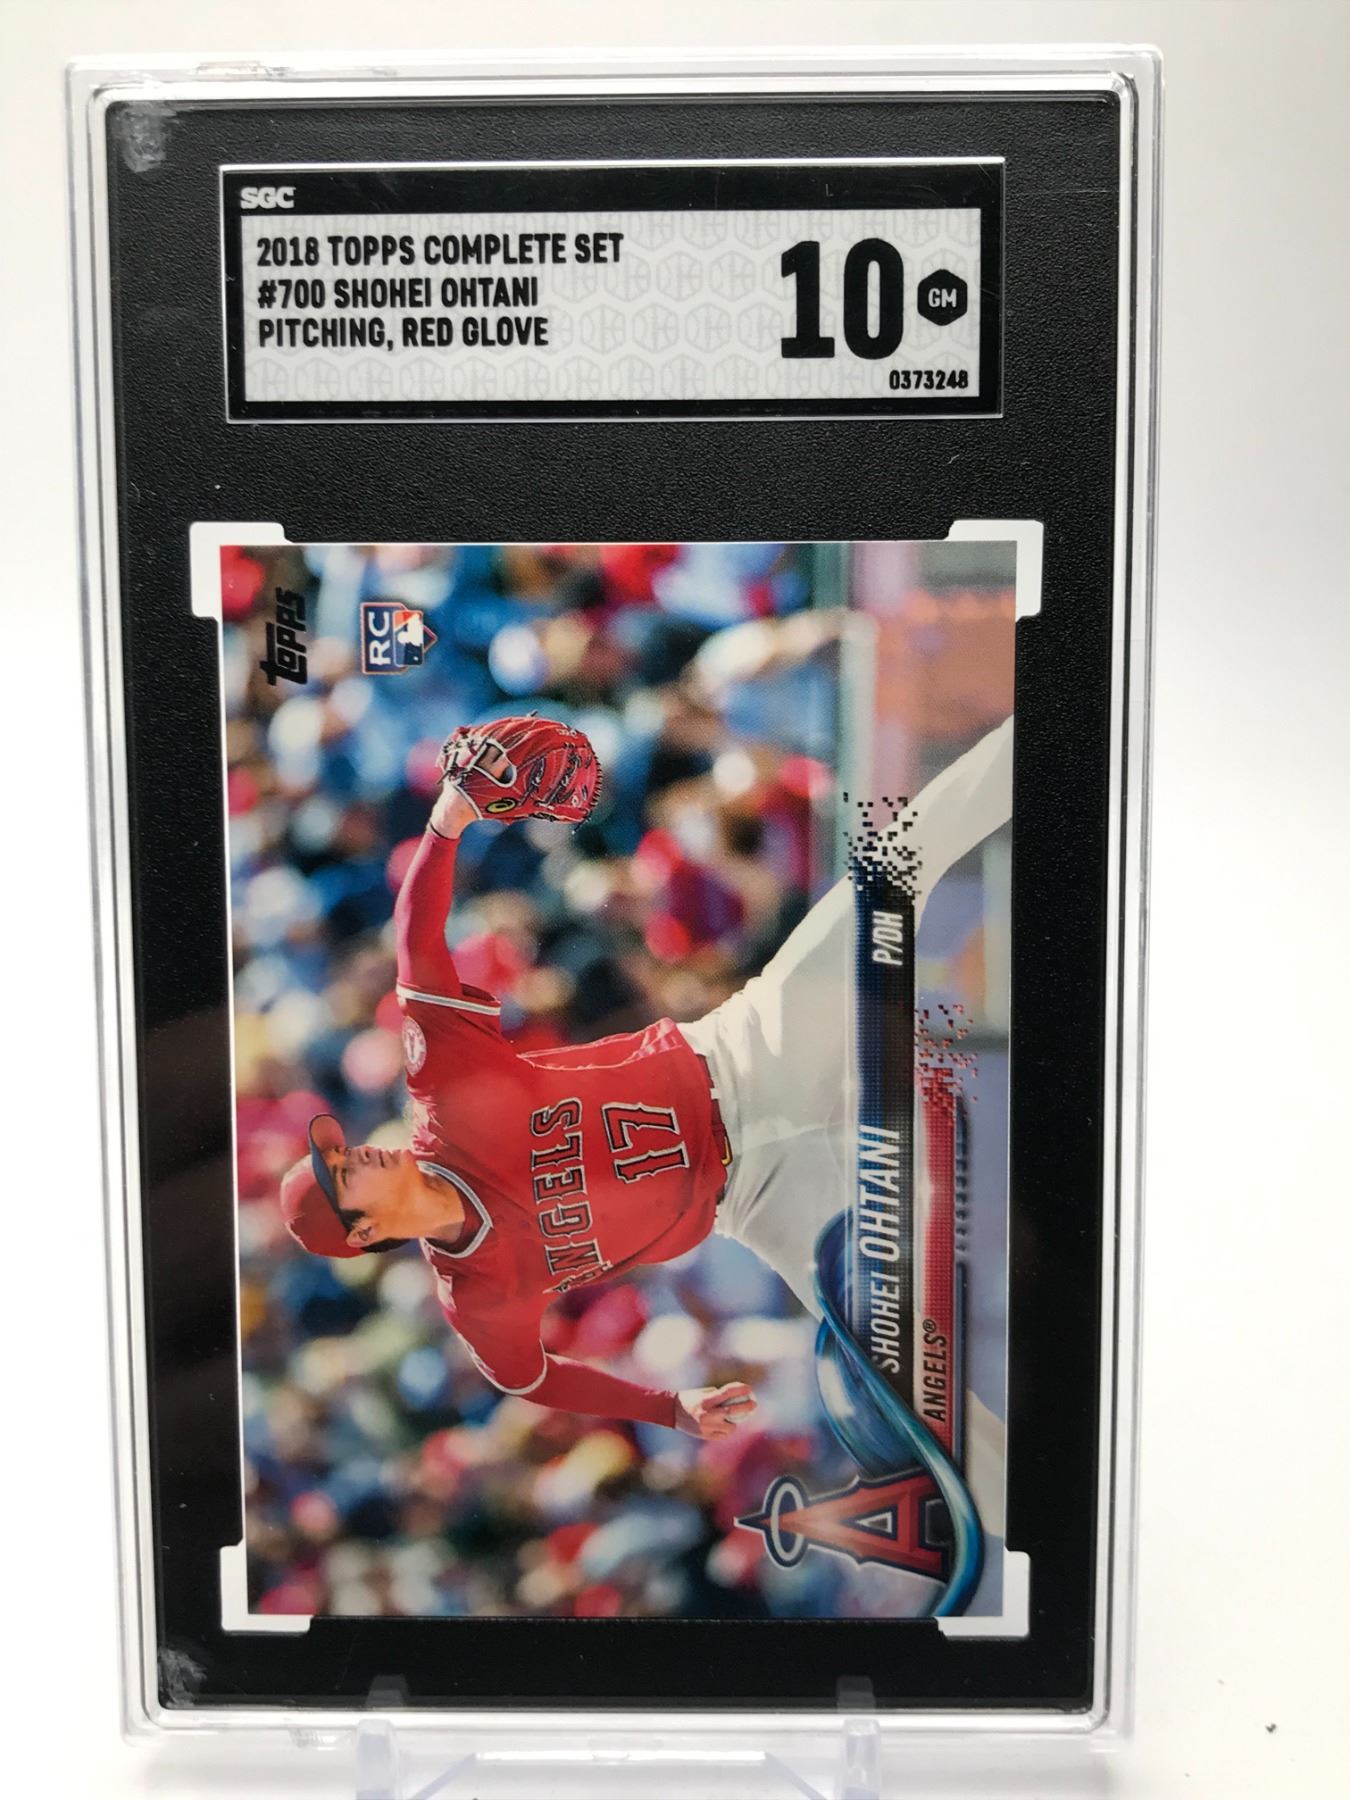 SGC
2018 TOPPS COMPLETE SET
#700 SHOHEI OHTANI
PITCHING, RED GLOVE
10
GM
0373248
topps
RC
ANGELS
17
SHOHEI OHTANI P/DH
ANGELS®
A